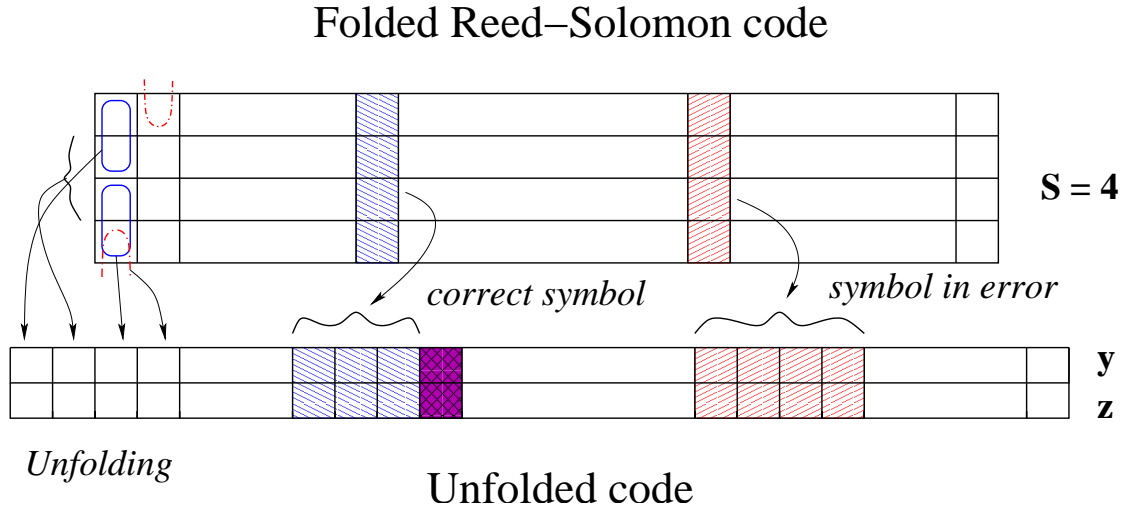 Folded Reed−Solomon code
S = 4
correct symbol
symbol in error
y
z
Unfolding
Unfolded code